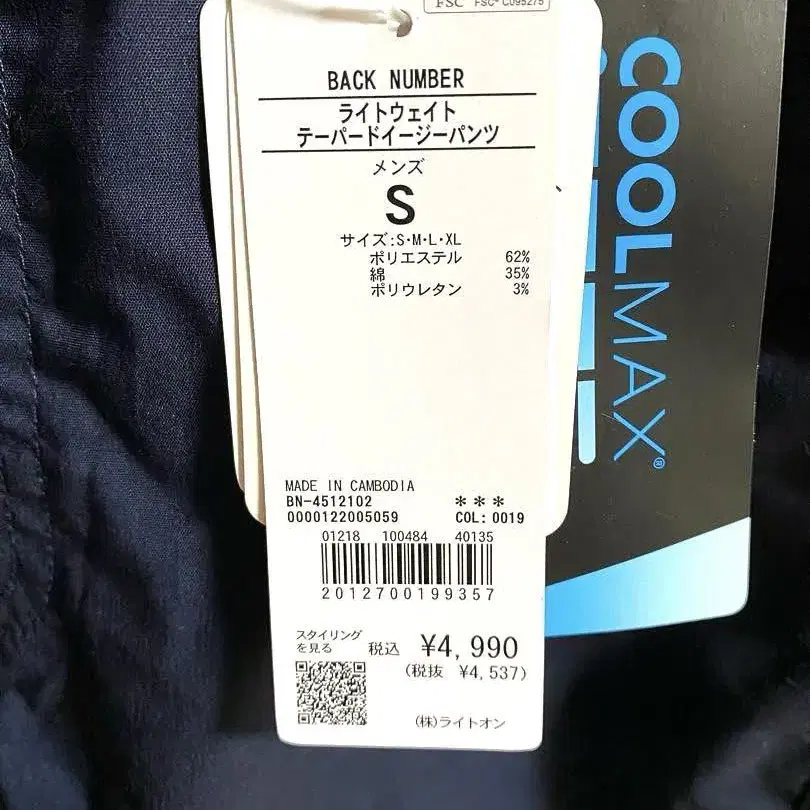 FSC FSC® C095275
BACK NUMBER
ライトウェイト
テーパードイージーパンツ
メンズ
S
サイズ:S・M・L・XL
ポリエステル 62%
綿 35%
ポリウレタン 3%
MADE IN CAMBODIA
BN-4512102 ***
0000122005059 COL:0019
01218 100484 40135
2012700199357
スタイリング
を見る
税込 ¥4,990
(税抜 ¥4,537)
(株)ライトオン
COOLMAX®